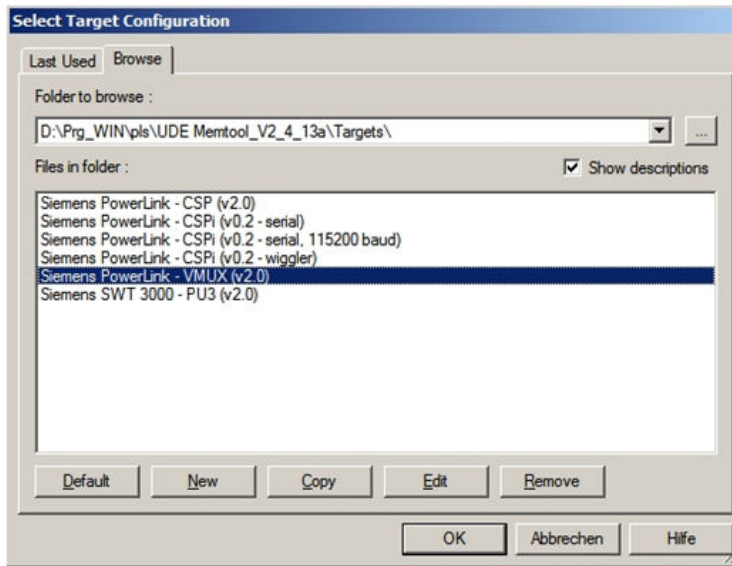 Select Target Configuration
Last Used Browse
Folder to browse :
D:\Prg_WIN\pls\UDE Memtool_V2_4_13a\Targets\ ...
Files in folder : Show descriptions
Siemens PowerLink - CSP (v2.0)
Siemens PowerLink - CSPi (v0.2 - serial)
Siemens PowerLink - CSPi (v0.2 - serial, 115200 baud)
Siemens PowerLink - CSPi (v0.2 - wiggler)
Siemens PowerLink - VMUX (v2.0)
Siemens SWT 3000 - PU3 (v2.0)
Default New Copy Edit Remove
OK Abbrechen Hilfe